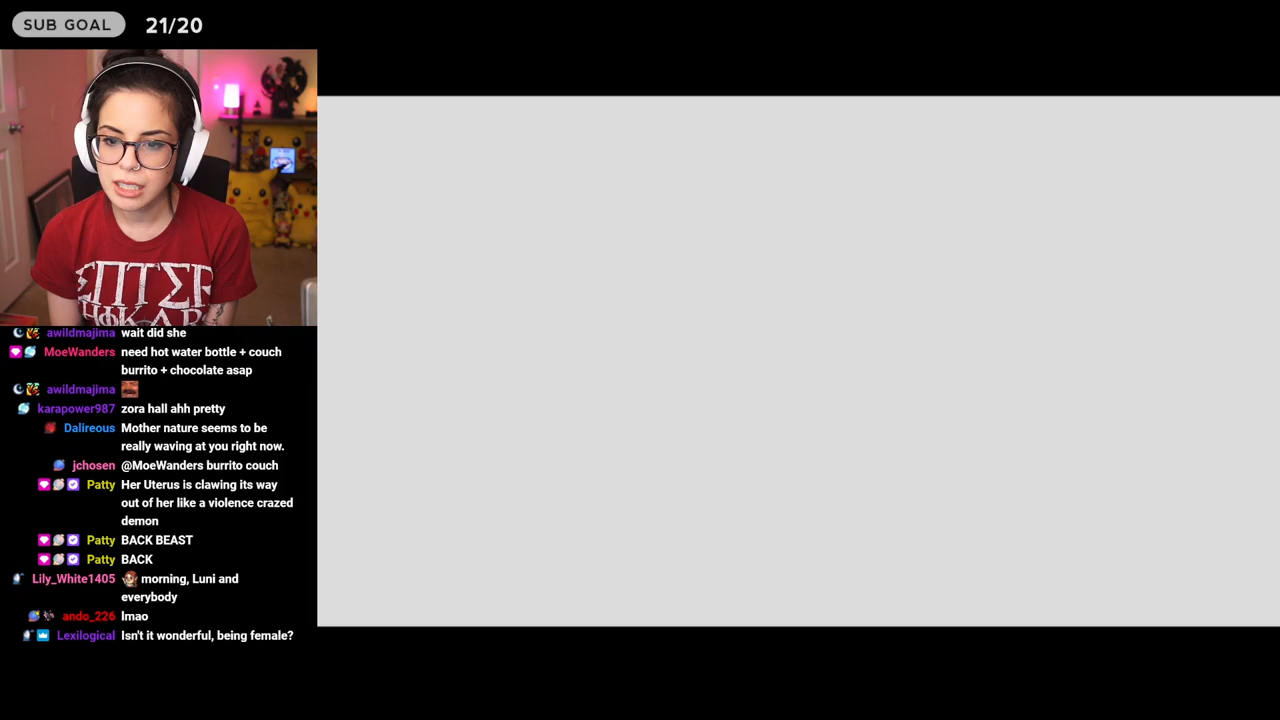 SUB GOAL 21/20
ΣΠΤΣΓ
awildmajima wait did she
MoeWanders need hot water bottle + couch
burrito + chocolate asap
awildmajima
karapower987 zora hall ahh pretty
Dalireous Mother nature seems to be
really waving at you right now.
jchosen @MoeWanders burrito couch
Patty Her Uterus is clawing its way
out of her like a violence crazed
demon
Patty BACK BEAST
Patty BACK
Lily_White1405 morning, Luni and
everybody
ando_226 lmao
Lexilogical Isn't it wonderful, being female?